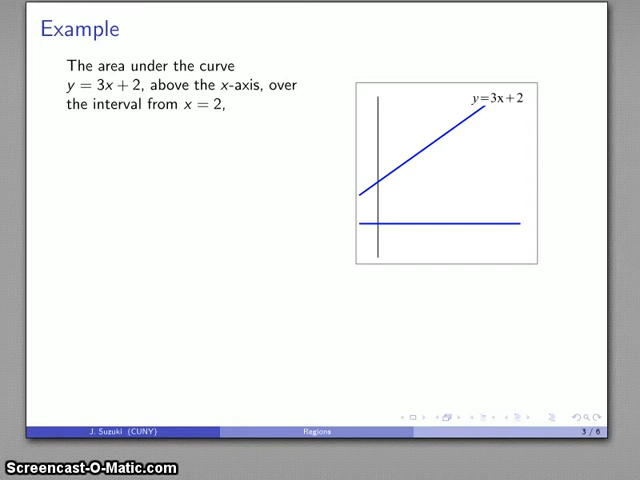 Example
The area under the curve
y = 3x + 2, above the x-axis, over
the interval from x = 2,
y=3x+2
J. Suzuki (CUNY)
Regions
3 / 6
Screencast-O-Matic.com